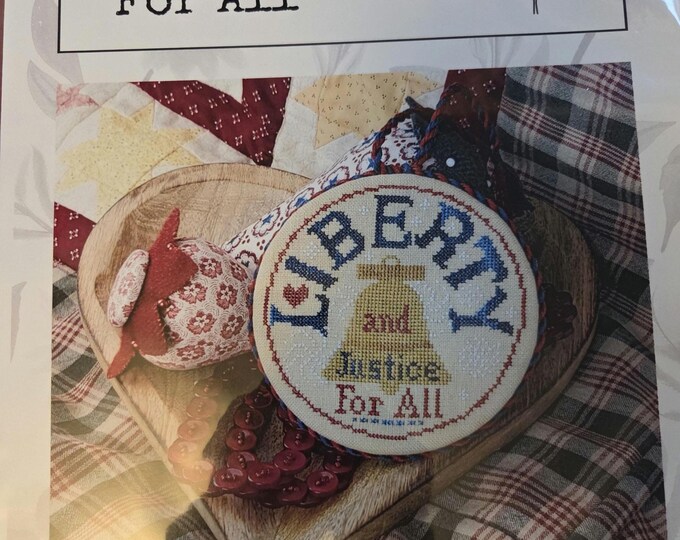 For All
LIBERTY
and
Justice
For All